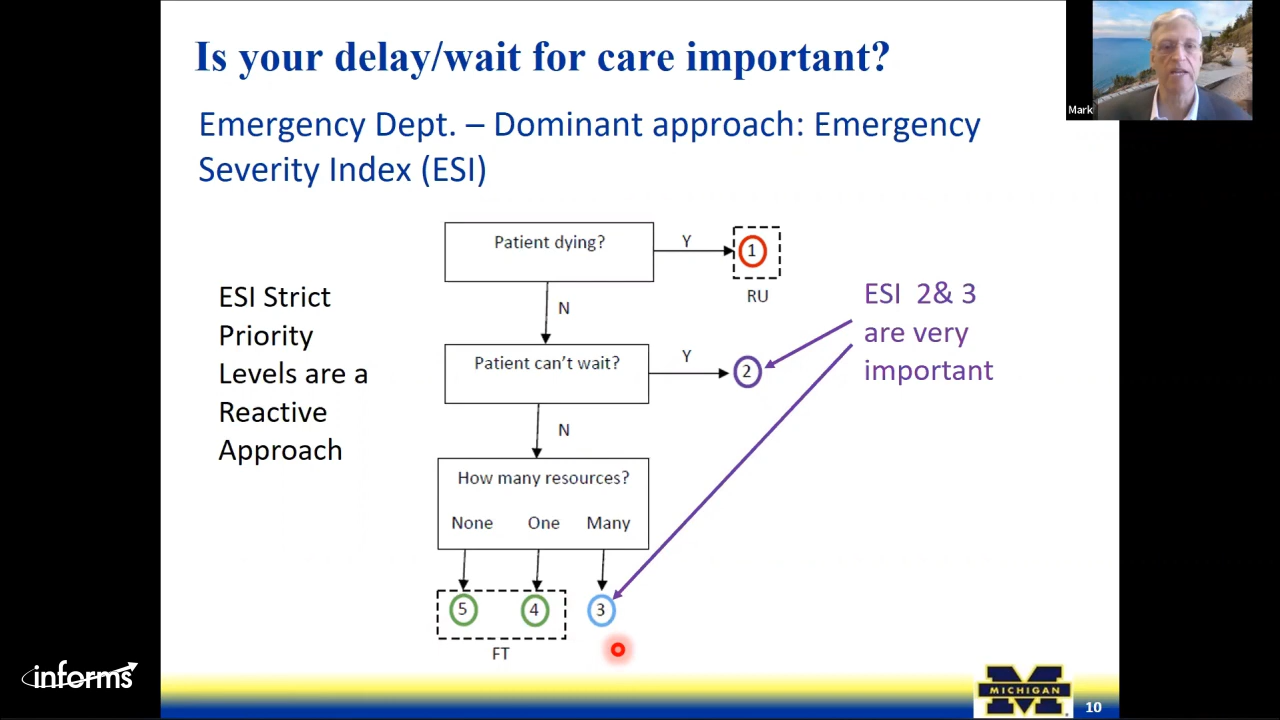 Is your delay/wait for care important?
Emergency Dept. – Dominant approach: Emergency
Severity Index (ESI)
Mark
Patient dying?
Y
1
RU
N
ESI Strict
Priority
Levels are a
Reactive
Approach
Patient can't wait?
Y
2
N
ESI 2& 3
are very
important
How many resources?
None One Many
5 4 3
FT
informs
M
MICHIGAN
10